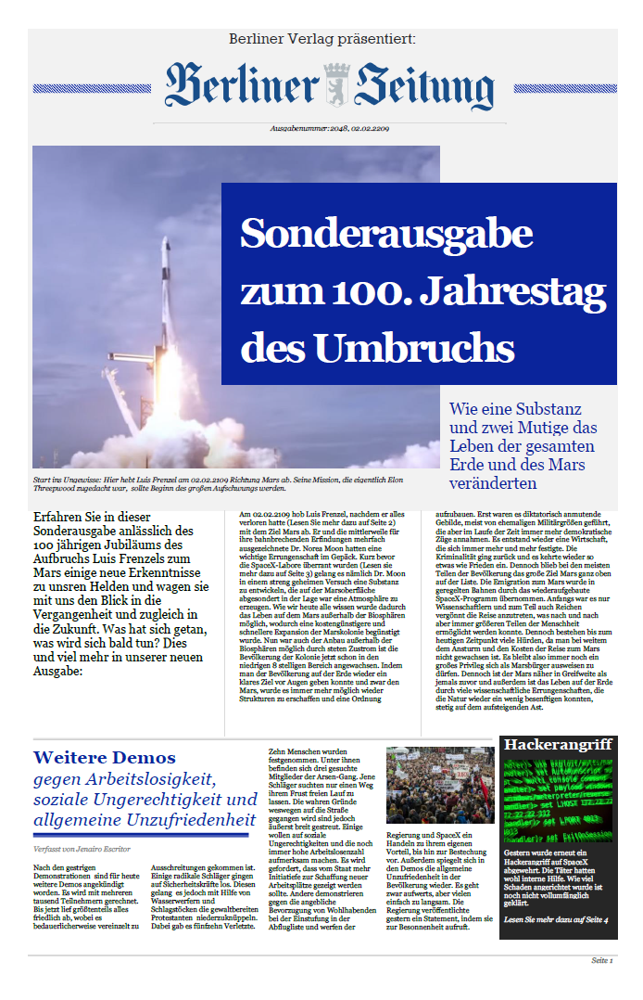 Berliner Verlag präsentiert:
Berliner Zeitung
Ausgabenummer: 2048, 02.02.2209
Sonderausgabe
zum 100. Jahrestag
des Umbruchs
Wie eine Substanz
und zwei Mutige das
Leben der gesamten
Erde und des Mars
veränderten
Start ins Ungewisse: Hier hebt Luis Frenzel am 02.02.2109 Richtung Mars ab. Seine Mission, die eigentlich Elon
Threepwood zugedacht war, sollte Beginn des großen Aufschwungs werden.
Erfahren Sie in dieser
Sonderausgabe anlässlich des
100 jährigen Jubiläums des
Aufbruchs Luis Frenzels zum
Mars einige neue Erkenntnisse
zu unsren Helden und wagen sie
mit uns den Blick in die
Vergangenheit und zugleich in
die Zukunft. Was hat sich getan,
was wird sich bald tun? Dies
und viel mehr in unserer neuen
Ausgabe:
Am 02.02.2109 hob Luis Frenzel, nachdem er alles
verloren hatte (Lesen sie mehr dazu auf Seite 2)
mit dem Ziel Mars ab. Er und die mittlerweile für
ihre bahnbrechenden Erfindungen mehrfach
ausgezeichnete Dr. Norea Moon hatten eine
wichtige Errungenschaft im Gepäck. Kurz bevor
die SpaceX-Labore überrannt wurden (Lesen sie
mehr dazu auf Seite 3) gelang es nämlich Dr. Moon
in einem streng geheimen Versuch eine Substanz
zu entwickeln, die auf der Marsoberfläche
abgesondert in der Lage war eine Atmosphäre zu
erzeugen. Wie wir heute alle wissen wurde dadurch
das Leben auf dem Mars außerhalb der Biosphären
möglich, wodurch eine kostengünstigere und
schnellere Expansion der Marskolonie begünstigt
wurde. Nun war auch der Anbau außerhalb der
Biosphären möglich durch steten Zustrom ist die
Bevölkerung der Kolonie jetzt schon in den
niedrigen 8 stelligen Bereich angewachsen. Indem
man der Bevölkerung auf der Erde wieder ein
klares Ziel vor Augen geben konnte und zwar den
Mars, wurde es immer mehr möglich wieder
Strukturen zu erschaffen und eine Ordnung
aufzubauen. Erst waren es diktatorisch anmutende
Gebilde, meist von ehemaligen Militärgrößen geführt,
die aber im Laufe der Zeit immer mehr demokratische
Züge annahmen. Es entstand wieder eine Wirtschaft,
die sich immer mehr und mehr festigte. Die
Kriminalität ging zurück und es kehrte wieder so
etwas wie Frieden ein. Dennoch blieb bei den meisten
Teilen der Bevölkerung das große Ziel Mars ganz oben
auf der Liste. Die Emigration zum Mars wurde in
geregelten Bahnen durch das wiederaufgebaute
SpaceX-Programm übernommen. Anfangs war es nur
Wissenschaftlern und zum Teil auch Reichen
vergönnt die Reise anzutreten, was nach und nach
aber immer größeren Teilen der Menschheit
ermöglicht werden konnte. Dennoch bestehen bis zum
heutigen Zeitpunkt viele Hürden, da man bei weitem
dem Ansturm und den Kosten der Reise zum Mars
nicht gewachsen ist. Es bleibt also immer noch ein
großes Privileg sich als Marsbürger ausweisen zu
dürfen. Dennoch ist der Mars näher in Greifweite als
jemals zuvor und außerdem ist das Leben auf der Erde
durch viele wissenschaftliche Errungenschaften, die
die Natur wieder ein wenig besenftigen konnten,
stetig auf dem aufsteigenden Ast.
Weitere Demos
gegen Arbeitslosigkeit,
soziale Ungerechtigkeit und
allgemeine Unzufriedenheit
Verfasst von Jenairo Escritor
Nach den gestrigen
Demonstrationen sind für heute
weitere Demos angekündigt
worden. Es wird mit mehreren
tausend Teilnehmern gerechnet.
Bis jetzt lief größtenteils alles
friedlich ab, wobei es
bedauerlicherweise vereinzelt zu
Ausschreitungen gekommen ist.
Einige radikale Schläger gingen
auf Sicherheitskräfte los. Diesen
gelang es jedoch mit Hilfe von
Wasserwerfern und
Schlagstöcken die gewaltbereiten
Protestanten niederzuknüppeln.
Dabei gab es fünfzehn Verletzte.
Zehn Menschen wurden
festgenommen. Unter ihnen
befinden sich drei gesuchte
Mitglieder der Arsen-Gang. Jene
Schläger suchten nur einen Weg
ihrem Frust freien Lauf zu
lassen. Die wahren Gründe
weswegen auf die Straße
gegangen wird sind jedoch
äußerst breit gestreut. Einige
wollen auf soziale
Ungerechtigkeiten und die noch
immer hohe Arbeitslosenzahl
aufmerksam machen. Es wird
gefordert, dass vom Staat mehr
Initiatiefe zur Schaffung neuer
Arbeitsplätze gezeigt werden
sollte. Andere demonstrieren
gegen die angebliche
Bevorzugung von Wohlhabenden
bei der Einstufung in der
Abflugliste und werfen der
Regierung und SpaceX ein
Handeln zu ihrem eigenen
Vorteil, bis hin zur Bestechung
vor. Außerdem spiegelt sich in
den Demos die allgemeine
Unzufriedenheit in der
Bevölkerung wieder. Es geht
zwar aufwerts, aber vielen
einfach zu langsam. Die
Regierung veröffentlichte
gestern ein Statement, indem sie
zur Besonnenheit aufruft.
Hackerangriff
Gestern wurde erneut ein
Hackerangriff auf SpaceX
abgewehrt. Die Täter hatten
wohl interne Hilfe. Wie viel
Schaden angerichtet wurde ist
noch nicht vollumfänglich
geklärt.
Lesen Sie mehr dazu auf Seite 4
Seite 1